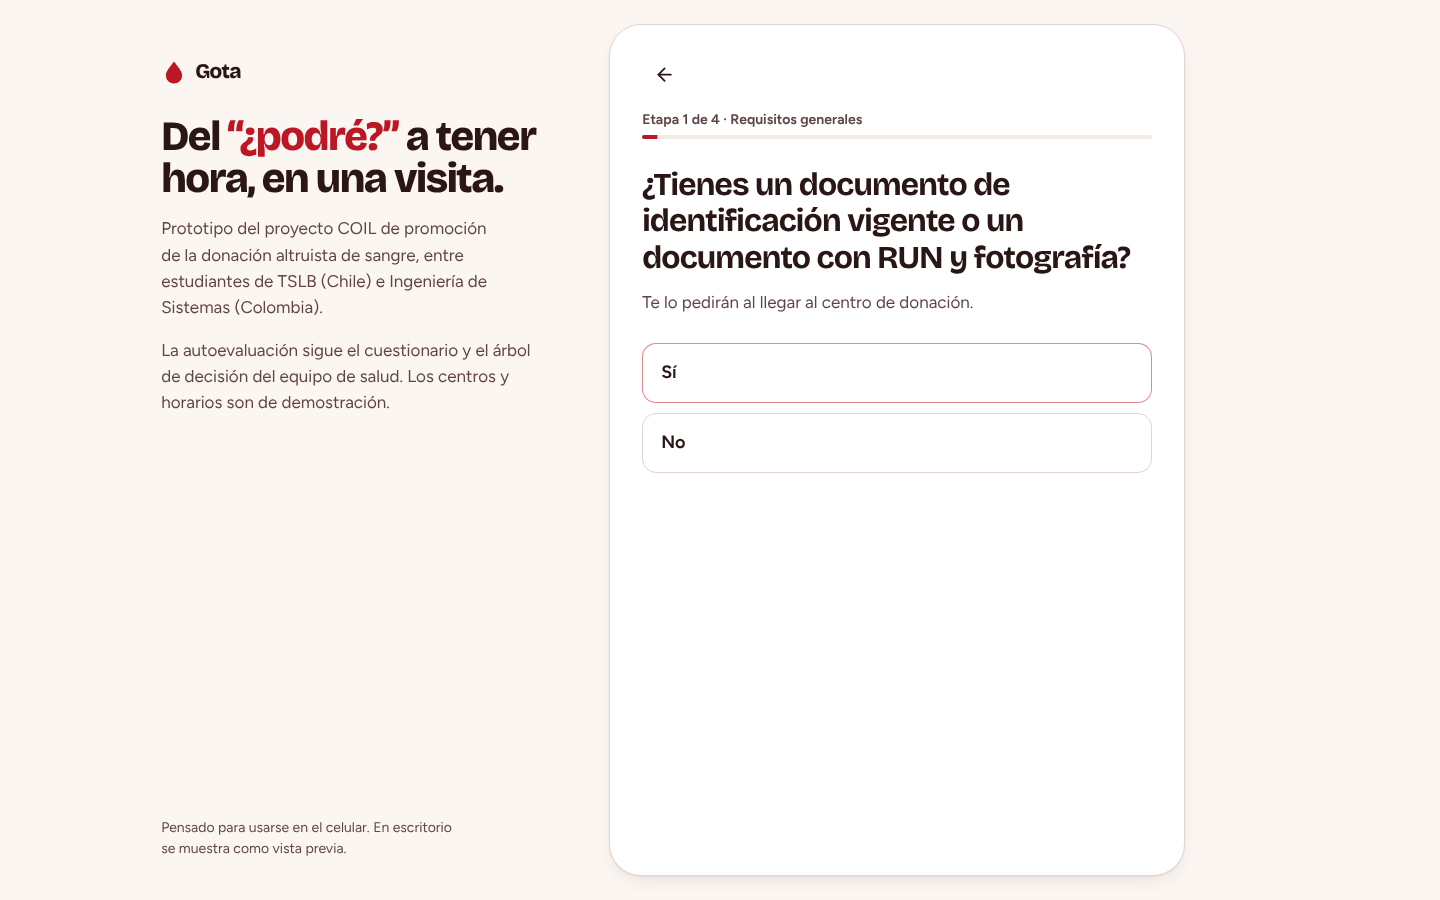 Gota
Del “¿podré?” a tener
hora, en una visita.
Prototipo del proyecto COIL de promoción
de la donación altruista de sangre, entre
estudiantes de TSLB (Chile) e Ingeniería de
Sistemas (Colombia).
La autoevaluación sigue el cuestionario y el árbol
de decisión del equipo de salud. Los centros y
horarios son de demostración.
Pensado para usarse en el celular. En escritorio
se muestra como vista previa.
Etapa 1 de 4 · Requisitos generales
¿Tienes un documento de
identificación vigente o un
documento con RUN y fotografía?
Te lo pedirán al llegar al centro de donación.
Sí
No